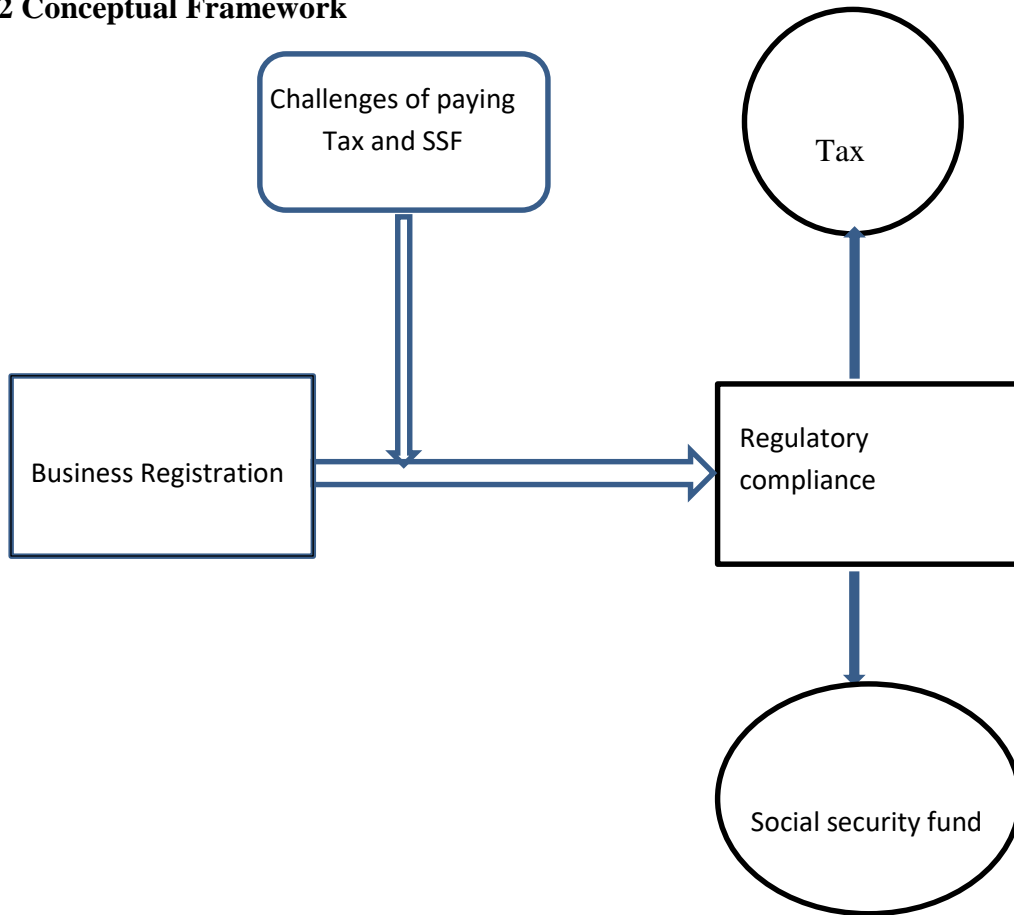 2 Conceptual Framework
Challenges of paying
Tax and SSF
Tax
Business Registration
Regulatory
compliance
Social security fund